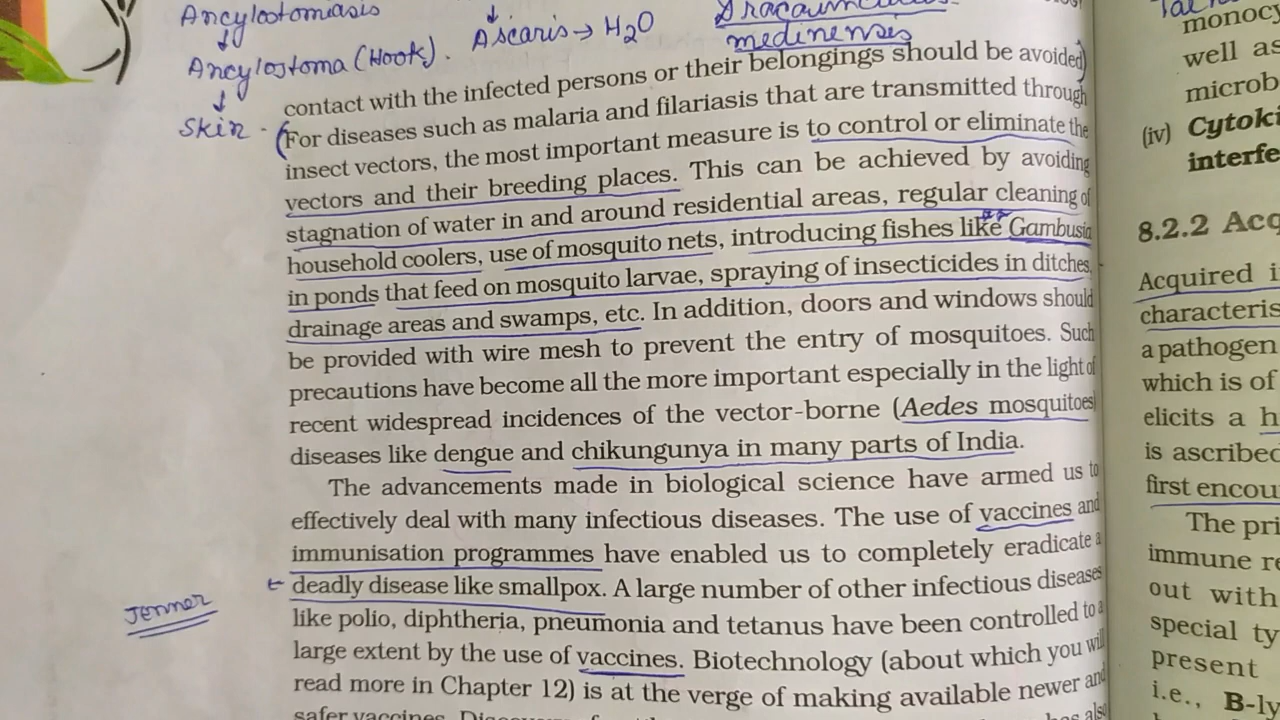 Ancylostomiasis
Ancylostoma (Hook).
Skin
Ascaris → H2O
medinensis
contact with the infected persons or their belongings should be avoided)
(For diseases such as malaria and filariasis that are transmitted through
insect vectors, the most important measure is to control or eliminate the
vectors and their breeding places. This can be achieved by avoiding
stagnation of water in and around residential areas, regular cleaning of
household coolers, use of mosquito nets, introducing fishes like Gambusia
in ponds that feed on mosquito larvae, spraying of insecticides in ditches,
drainage areas and swamps, etc. In addition, doors and windows should
be provided with wire mesh to prevent the entry of mosquitoes. Such
precautions have become all the more important especially in the light of
recent widespread incidences of the vector-borne (Aedes mosquitoes)
diseases like dengue and chikungunya in many parts of India.
The advancements made in biological science have armed us to
effectively deal with many infectious diseases. The use of vaccines and
immunisation programmes have enabled us to completely eradicate a
deadly disease like smallpox. A large number of other infectious diseases
Jenner
like polio, diphtheria, pneumonia and tetanus have been controlled to a
large extent by the use of vaccines. Biotechnology (about which you will
read more in Chapter 12) is at the verge of making available newer and
safer vaccines.
monocy
well as
microb
(iv) Cytoki
interfe
8.2.2 Acq
Acquired i
characteris
a pathogen
which is of
elicits a h
is ascribed
first encou
The pri
immune re
out with
special ty
present
i.e., B-ly